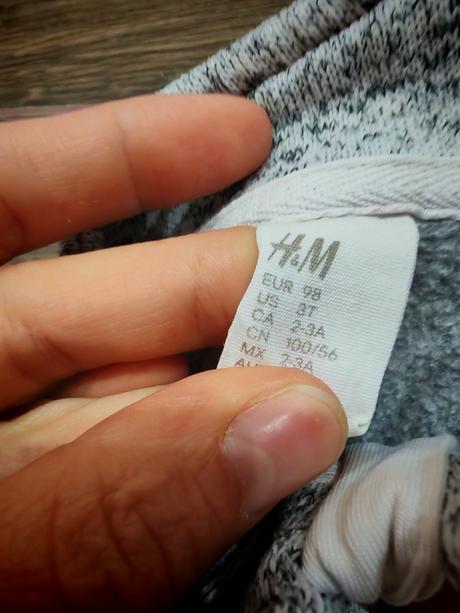 H&M
EUR 98
US 3T
CA 2-3A
CN 100/56
MX 2-3A